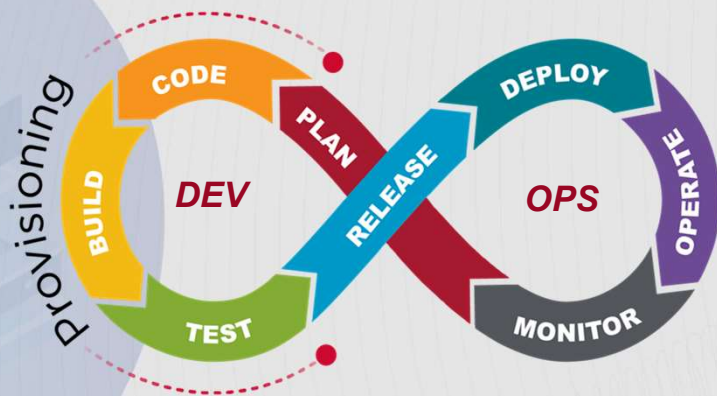 Provisioning
CODE
PLAN
BUILD
TEST
DEV
RELEASE
DEPLOY
OPERATE
MONITOR
OPS